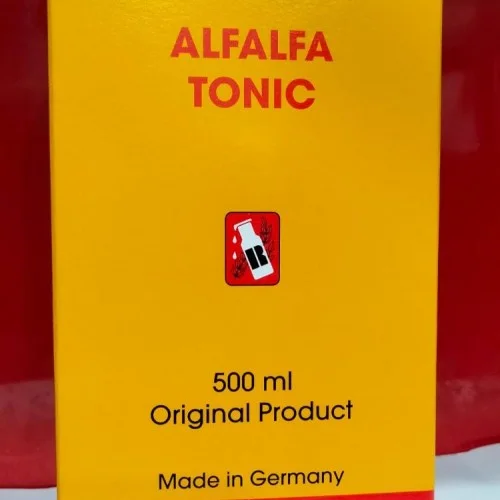 ALFALFA
TONIC
R
500 ml
Original Product
Made in Germany